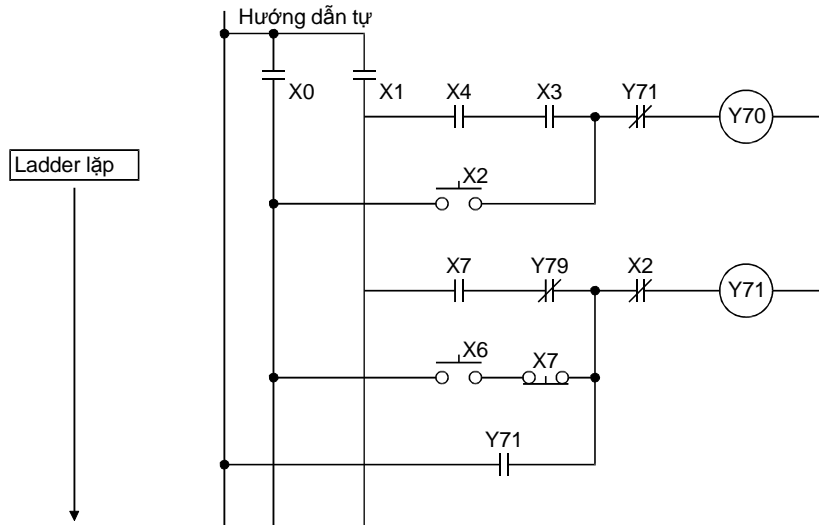 Hướng dẫn tự
X0
X1
X4
X3
Y71
Y70
Ladder lặp
X2
X7
Y79
X2
Y71
X6
X7
Y71